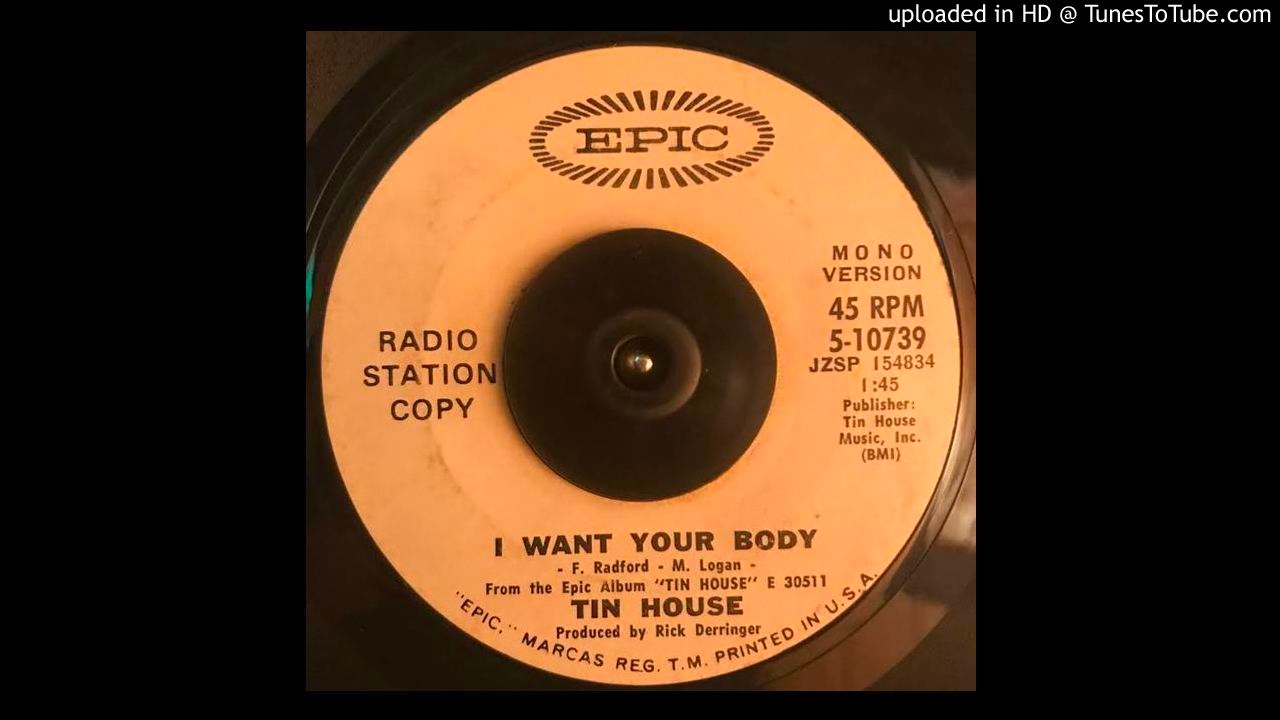 uploaded in HD @ TunesToTube.com
EPIC
MONO
VERSION
45 RPM
5-10739
JZSP 154834
1:45
Publisher:
Tin House
Music, Inc.
(BMI)
RADIO
STATION
COPY
I WANT YOUR BODY
- F. Radford - M. Logan -
From the Epic Album "TIN HOUSE" E 30511
TIN HOUSE
Produced by Rick Derringer
"EPIC," MARCAS REG. T.M. PRINTED IN U.S.A.